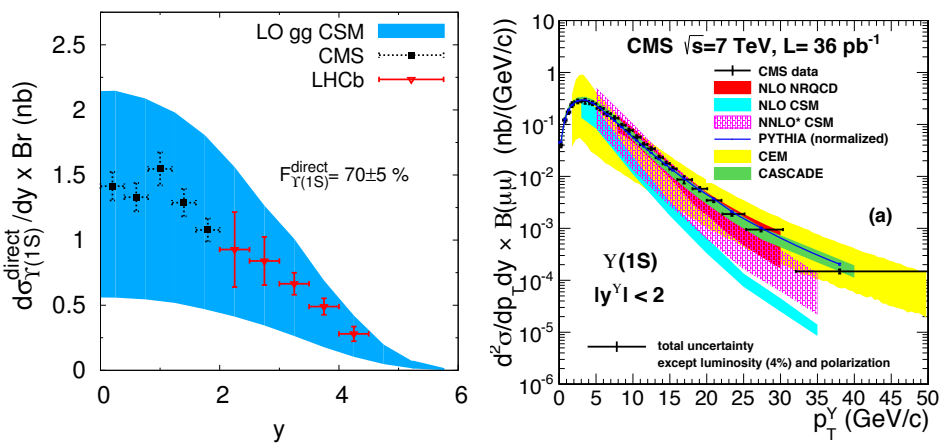 LO gg CSM
CMS
LHCb
F^direct_Υ(1S) = 70±5 %
dσ^direct_Υ(1S)/dy x Br (nb)
2.5
2
1.5
1
0.5
0
0 1 2 3 4 5 6
y
CMS √s=7 TeV, L= 36 pb⁻¹
CMS data
NLO NRQCD
NLO CSM
NNLO* CSM
PYTHIA (normalized)
CEM
CASCADE
(a)
Υ(1S)
|y^Υ| < 2
total uncertainty
except luminosity (4%) and polarization
d²σ/dp_T dy × B(μμ) (nb/(GeV/c))
10
1
10⁻¹
10⁻²
10⁻³
10⁻⁴
10⁻⁵
10⁻⁶
0 5 10 15 20 25 30 35 40 45 50
p_T^Υ (GeV/c)